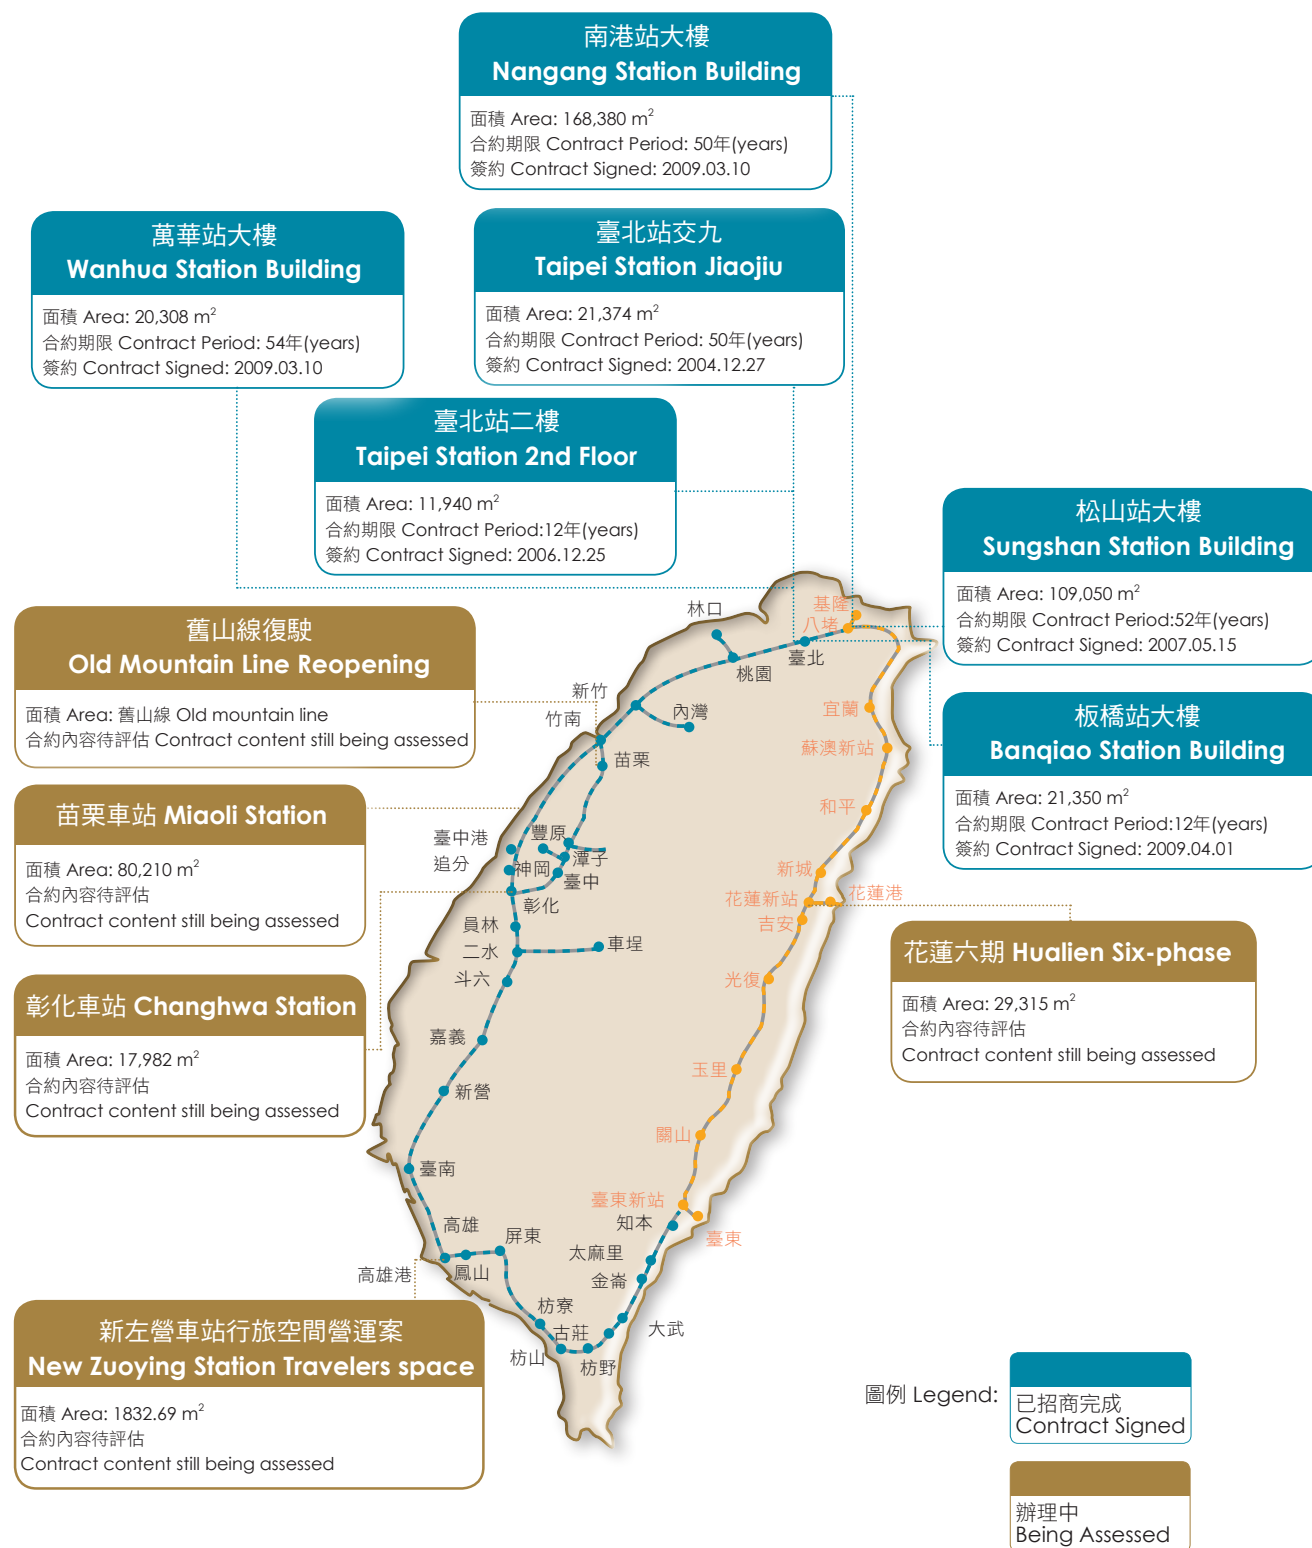 南港站大樓
Nangang Station Building
面積 Area: 168,380 m²
合約期限 Contract Period: 50年(years)
簽約 Contract Signed: 2009.03.10
萬華站大樓
Wanhua Station Building
面積 Area: 20,308 m²
合約期限 Contract Period: 54年(years)
簽約 Contract Signed: 2009.03.10
臺北站交九
Taipei Station Jiaojiu
面積 Area: 21,374 m²
合約期限 Contract Period: 50年(years)
簽約 Contract Signed: 2004.12.27
臺北站二樓
Taipei Station 2nd Floor
面積 Area: 11,940 m²
合約期限 Contract Period:12年(years)
簽約 Contract Signed: 2006.12.25
松山站大樓
Sungshan Station Building
面積 Area: 109,050 m²
合約期限 Contract Period:52年(years)
簽約 Contract Signed: 2007.05.15
舊山線復駛
Old Mountain Line Reopening
面積 Area: 舊山線 Old mountain line
合約內容待評估 Contract content still being assessed
板橋站大樓
Banqiao Station Building
面積 Area: 21,350 m²
合約期限 Contract Period:12年(years)
簽約 Contract Signed: 2009.04.01
苗栗車站 Miaoli Station
面積 Area: 80,210 m²
合約內容待評估
Contract content still being assessed
彰化車站 Changhwa Station
面積 Area: 17,982 m²
合約內容待評估
Contract content still being assessed
花蓮六期 Hualien Six-phase
面積 Area: 29,315 m²
合約內容待評估
Contract content still being assessed
新左營車站行旅空間營運案
New Zuoying Station Travelers space
面積 Area: 1832.69 m²
合約內容待評估
Contract content still being assessed
基隆
林口
八堵
臺北
桃園
新竹
內灣
宜蘭
竹南
蘇澳新站
苗栗
和平
豐原
臺中港
潭子
追分
神岡
新城
臺中
花蓮新站
花蓮港
彰化
吉安
員林
車埕
二水
斗六
光復
嘉義
玉里
新營
關山
臺南
臺東新站
知本
高雄
屏東
臺東
太麻里
高雄港
鳳山
金崙
枋寮
古莊
大武
枋山
枋野
圖例 Legend:
已招商完成
Contract Signed
辦理中
Being Assessed